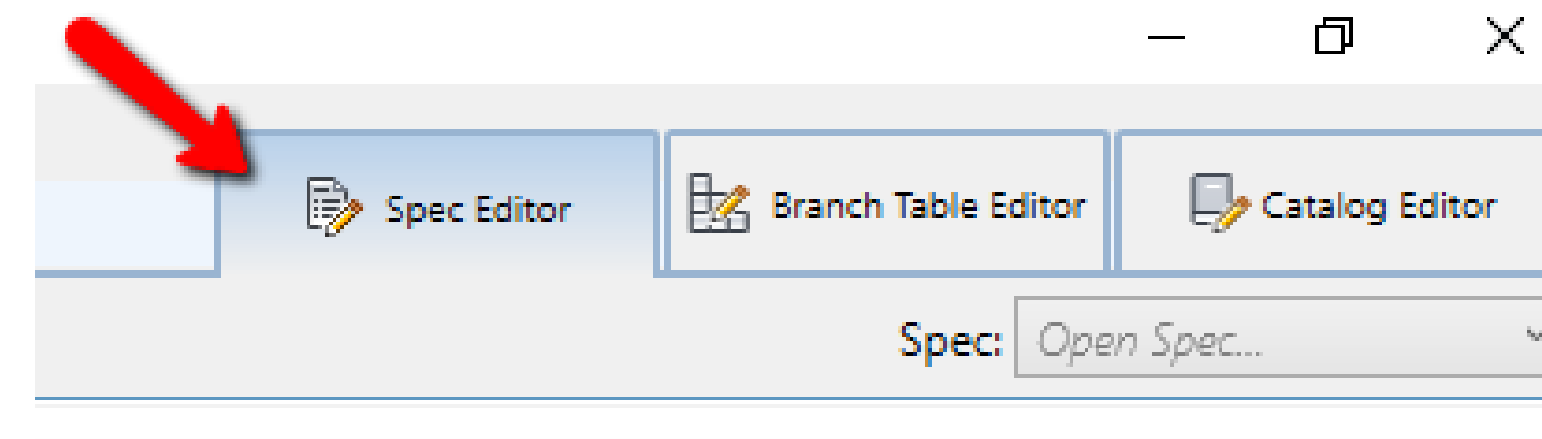 Spec Editor
Branch Table Editor
Catalog Editor
Spec: Open Spec...